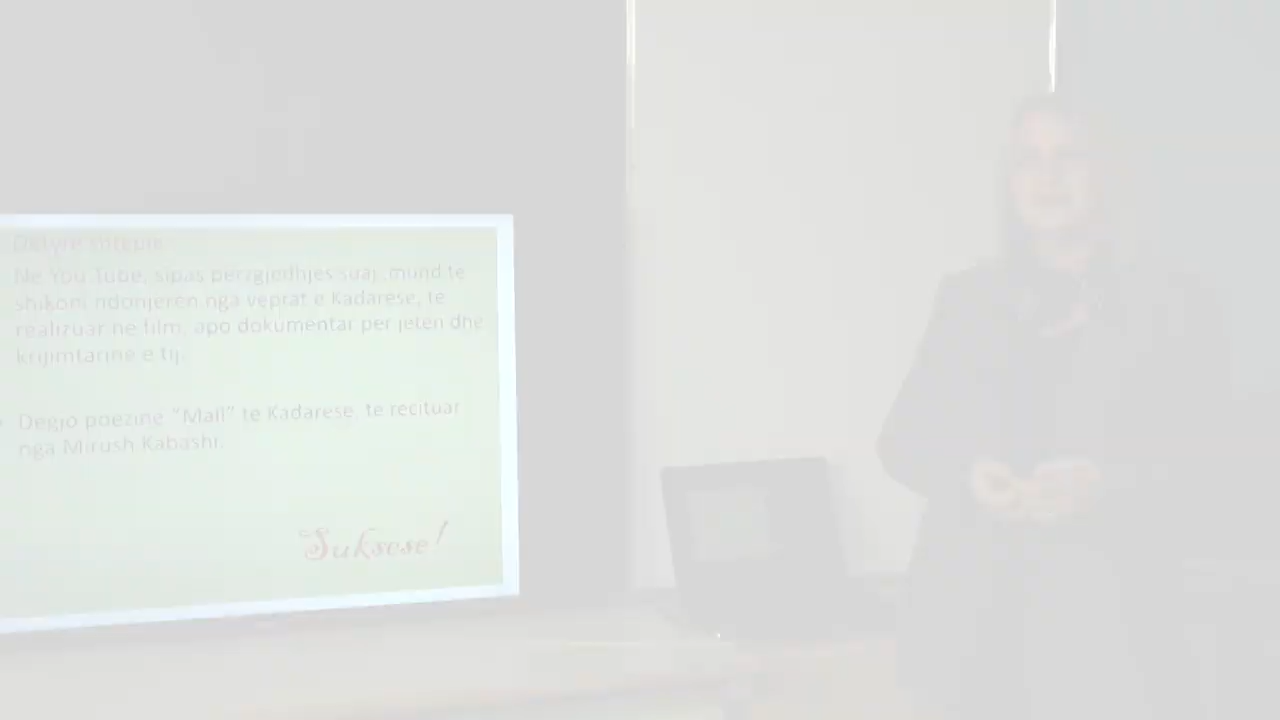 Detyre shtepie
Ne You Tube, sipas perzgjedhjes suaj, mund te
shikoni ndonjeren nga veprat e Kadarese, te
realizuar ne film, apo dokumentar per jeten dhe
krijimtarine e tij.
Degjo poezine "Mall" te Kadarese, te recituar
nga Mirush Kabashi.
Suksese!